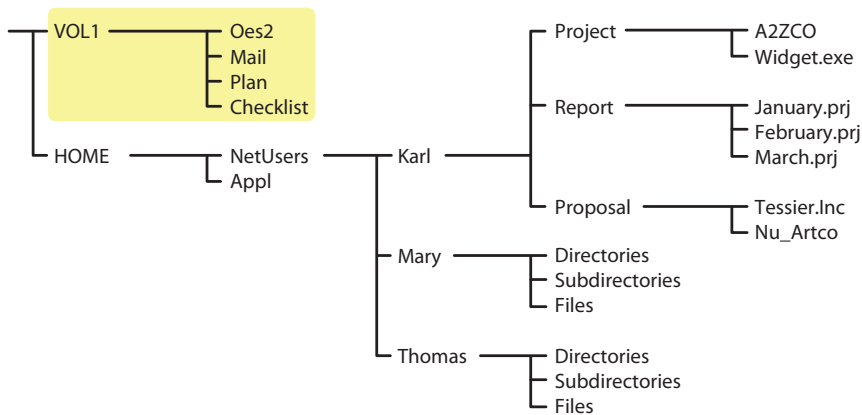 VOL1 Oes2 Project A2ZCO
Mail Widget.exe
Plan
Checklist Report January.prj
February.prj
HOME NetUsers Karl March.prj
Appl
Proposal Tessier.Inc
Nu_Artco
Mary Directories
Subdirectories
Files
Thomas Directories
Subdirectories
Files